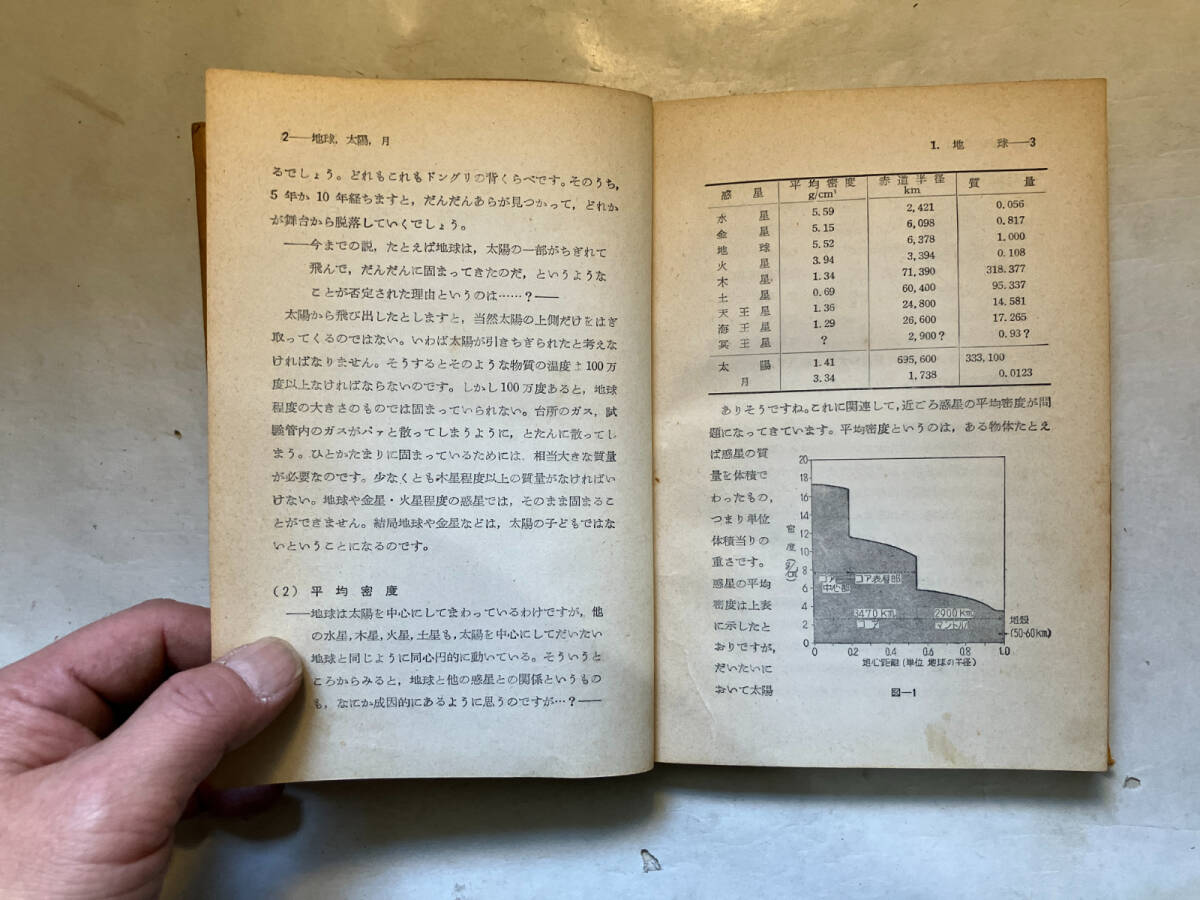 2――地球，太陽，月
るでしょう。どれもこれもドングリの背くらべです。そのうち，
5年か10年経ちますと，だんだんあらが見つかって，どれか
が舞台から脱落していくでしょう。
――今までの説，たとえば地球は，太陽の一部がちぎれて
飛んで，だんだんに固まってきたのだ，というような
ことが否定された理由というのは……？――
太陽から飛び出したとしますと，当然太陽の上側だけをはぎ
取ってくるのではない。いわば太陽が引きちぎられたと考えな
ければなりません。そうするとそのような物質の温度は100万
度以上なければならないのです。しかし100万度あると，地球
程度の大きさのものでは固まっていられない。台所のガス，試
験管内のガスがパァと散ってしまうように，とたんに散ってし
まう。ひとかたまりに固まっているためには，相当大きな質量
が必要なのです。少なくとも木星程度以上の質量がなければい
けない。地球や金星・火星程度の惑星では，そのまま固まるこ
とができません。結局地球や金星などは，太陽の子どもではな
いということになるのです。
(2) 平均密度
――地球は太陽を中心にしてまわっているわけですが，他
の水星，木星，火星，土星も，太陽を中心にしてだいたい
地球と同じように同心円的に動いている。そういうと
ころからみると，地球と他の惑星との関係というもの
も，なにか成因的にあるように思うのですが…？――
1. 地球――3
惑星 平均密度 g/cm³ 赤道半径 km 質量
水星 5.59 2,421 0.056
金星 5.15 6,098 0.817
地球 5.52 6,378 1.000
火星 3.94 3,394 0.108
木星 1.34 71,390 318.377
土星 0.69 60,400 95.337
天王星 1.36 24,800 14.581
海王星 1.29 26,600 17.265
冥王星 ? 2,900? 0.93?
太陽 1.41 695,600 333,100
月 3.34 1,738 0.0123
ありそうですね。これに関連して，近ごろ惑星の平均密度が問
題になってきています。平均密度というのは，ある物体たとえ
ば惑星の質
量を体積で
わったもの，
つまり単位
体積当りの
重さです。
惑星の平均
密度は上表
に示したと
おりですが，
だいたいに
おいて太陽
20
18
16
14
12
10
8
6
4
2
0
密度(g/cm³)
コア中心部
コア表層部
3470km
コア
2900km
マントル
地殻
(50-60km)
0 0.2 0.4 0.6 0.8 1.0
地心距離(単位 地球の半径)
図―1